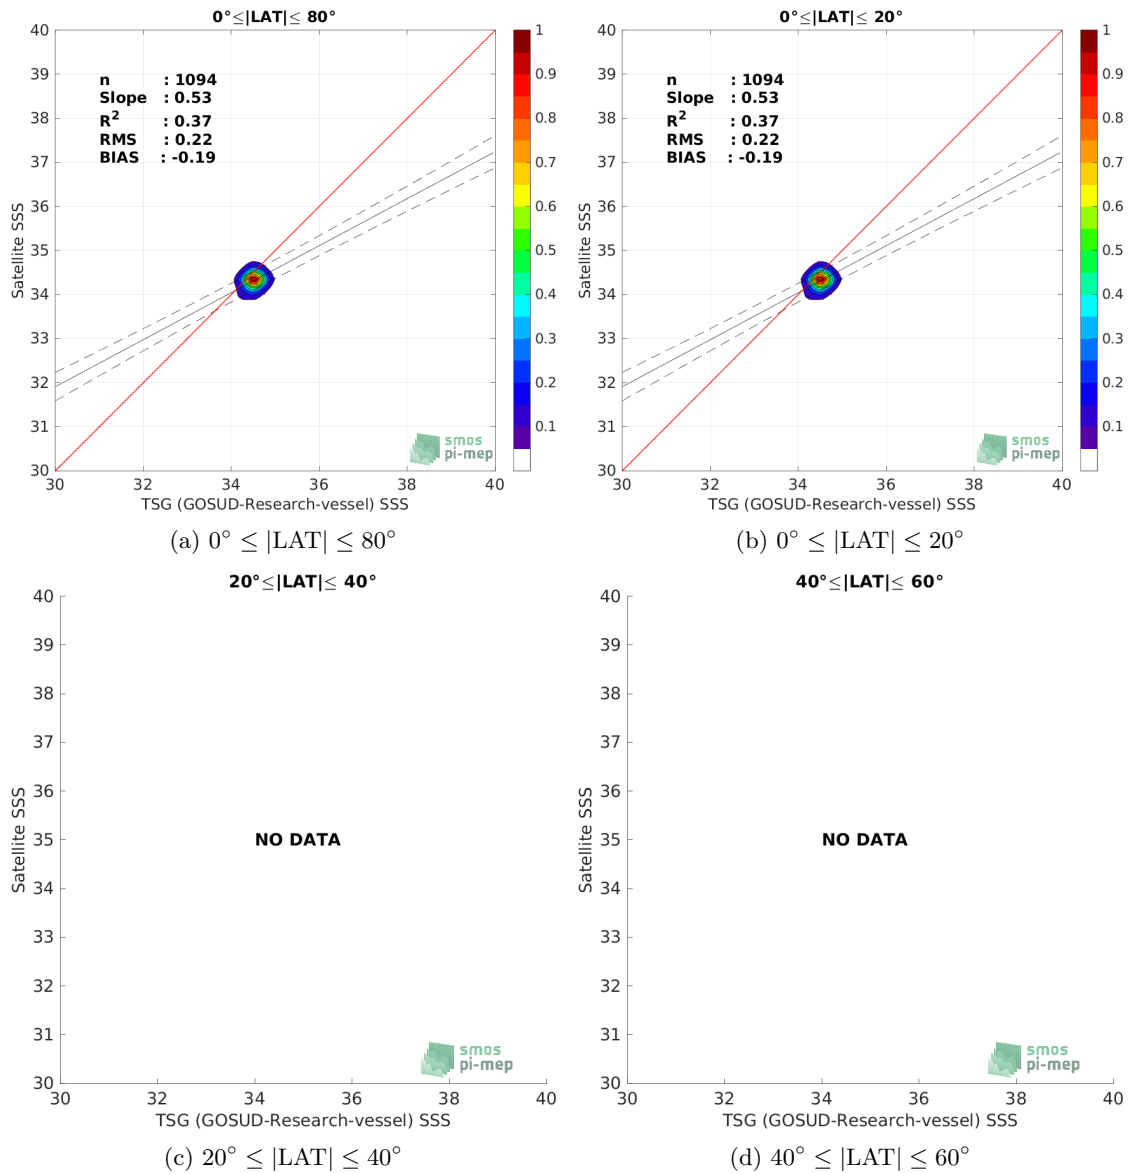 0°≤|LAT|≤ 80°
40
39
38
37
36
35
34
33
32
31
30
n : 1094
Slope : 0.53
R² : 0.37
RMS : 0.22
BIAS : -0.19
Satellite SSS
smos
pi-mep
30 32 34 36 38 40
TSG (GOSUD-Research-vessel) SSS
1
0.9
0.8
0.7
0.6
0.5
0.4
0.3
0.2
0.1
(a) 0° ≤ |LAT| ≤ 80°
0°≤|LAT|≤ 20°
40
39
38
37
36
35
34
33
32
31
30
n : 1094
Slope : 0.53
R² : 0.37
RMS : 0.22
BIAS : -0.19
Satellite SSS
smos
pi-mep
30 32 34 36 38 40
TSG (GOSUD-Research-vessel) SSS
1
0.9
0.8
0.7
0.6
0.5
0.4
0.3
0.2
0.1
(b) 0° ≤ |LAT| ≤ 20°
20°≤|LAT|≤ 40°
40
39
38
37
36
35
34
33
32
31
30
Satellite SSS
NO DATA
smos
pi-mep
30 32 34 36 38 40
TSG (GOSUD-Research-vessel) SSS
(c) 20° ≤ |LAT| ≤ 40°
40°≤|LAT|≤ 60°
40
39
38
37
36
35
34
33
32
31
30
Satellite SSS
NO DATA
smos
pi-mep
30 32 34 36 38 40
TSG (GOSUD-Research-vessel) SSS
(d) 40° ≤ |LAT| ≤ 60°